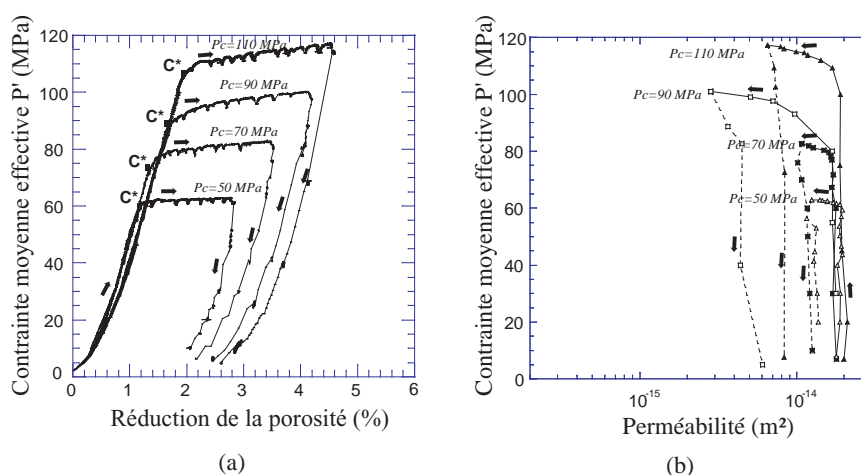 Contrainte moyenne effective P' (MPa)
120
100
80
60
40
20
0
Pc=110 MPa
C*
Pc=90 MPa
C*
Pc=70 MPa
C*
Pc=50 MPa
C*
0 1 2 3 4 5 6
Réduction de la porosité (%)
(a)
Contrainte moyenne effective P' (MPa)
120
100
80
60
40
20
0
Pc=110 MPa
Pc=90 MPa
Pc=70 MPa
Pc=50 MPa
10-15 10-14
Perméabilité (m²)
(b)